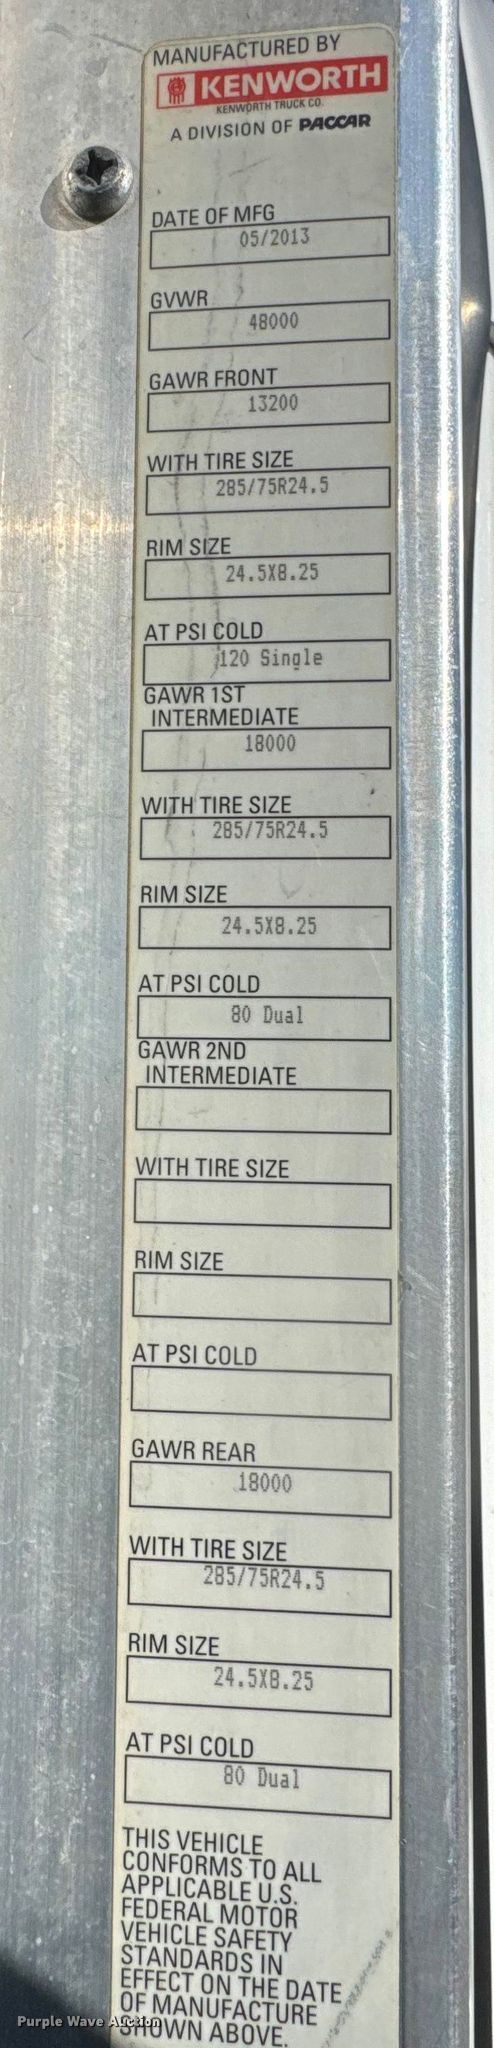 MANUFACTURED BY
KENWORTH
KENWORTH TRUCK CO.
A DIVISION OF PACCAR
DATE OF MFG
05/2013
GVWR
48000
GAWR FRONT
13200
WITH TIRE SIZE
285/75R24.5
RIM SIZE
24.5X8.25
AT PSI COLD
120 Single
GAWR 1ST
INTERMEDIATE
18000
WITH TIRE SIZE
285/75R24.5
RIM SIZE
24.5X8.25
AT PSI COLD
80 Dual
GAWR 2ND
INTERMEDIATE
WITH TIRE SIZE
RIM SIZE
AT PSI COLD
GAWR REAR
18000
WITH TIRE SIZE
285/75R24.5
RIM SIZE
24.5X8.25
AT PSI COLD
80 Dual
THIS VEHICLE
CONFORMS TO ALL
APPLICABLE U.S.
FEDERAL MOTOR
VEHICLE SAFETY
STANDARDS IN
EFFECT ON THE DATE
OF MANUFACTURE
SHOWN ABOVE.
Purple Wave Auction